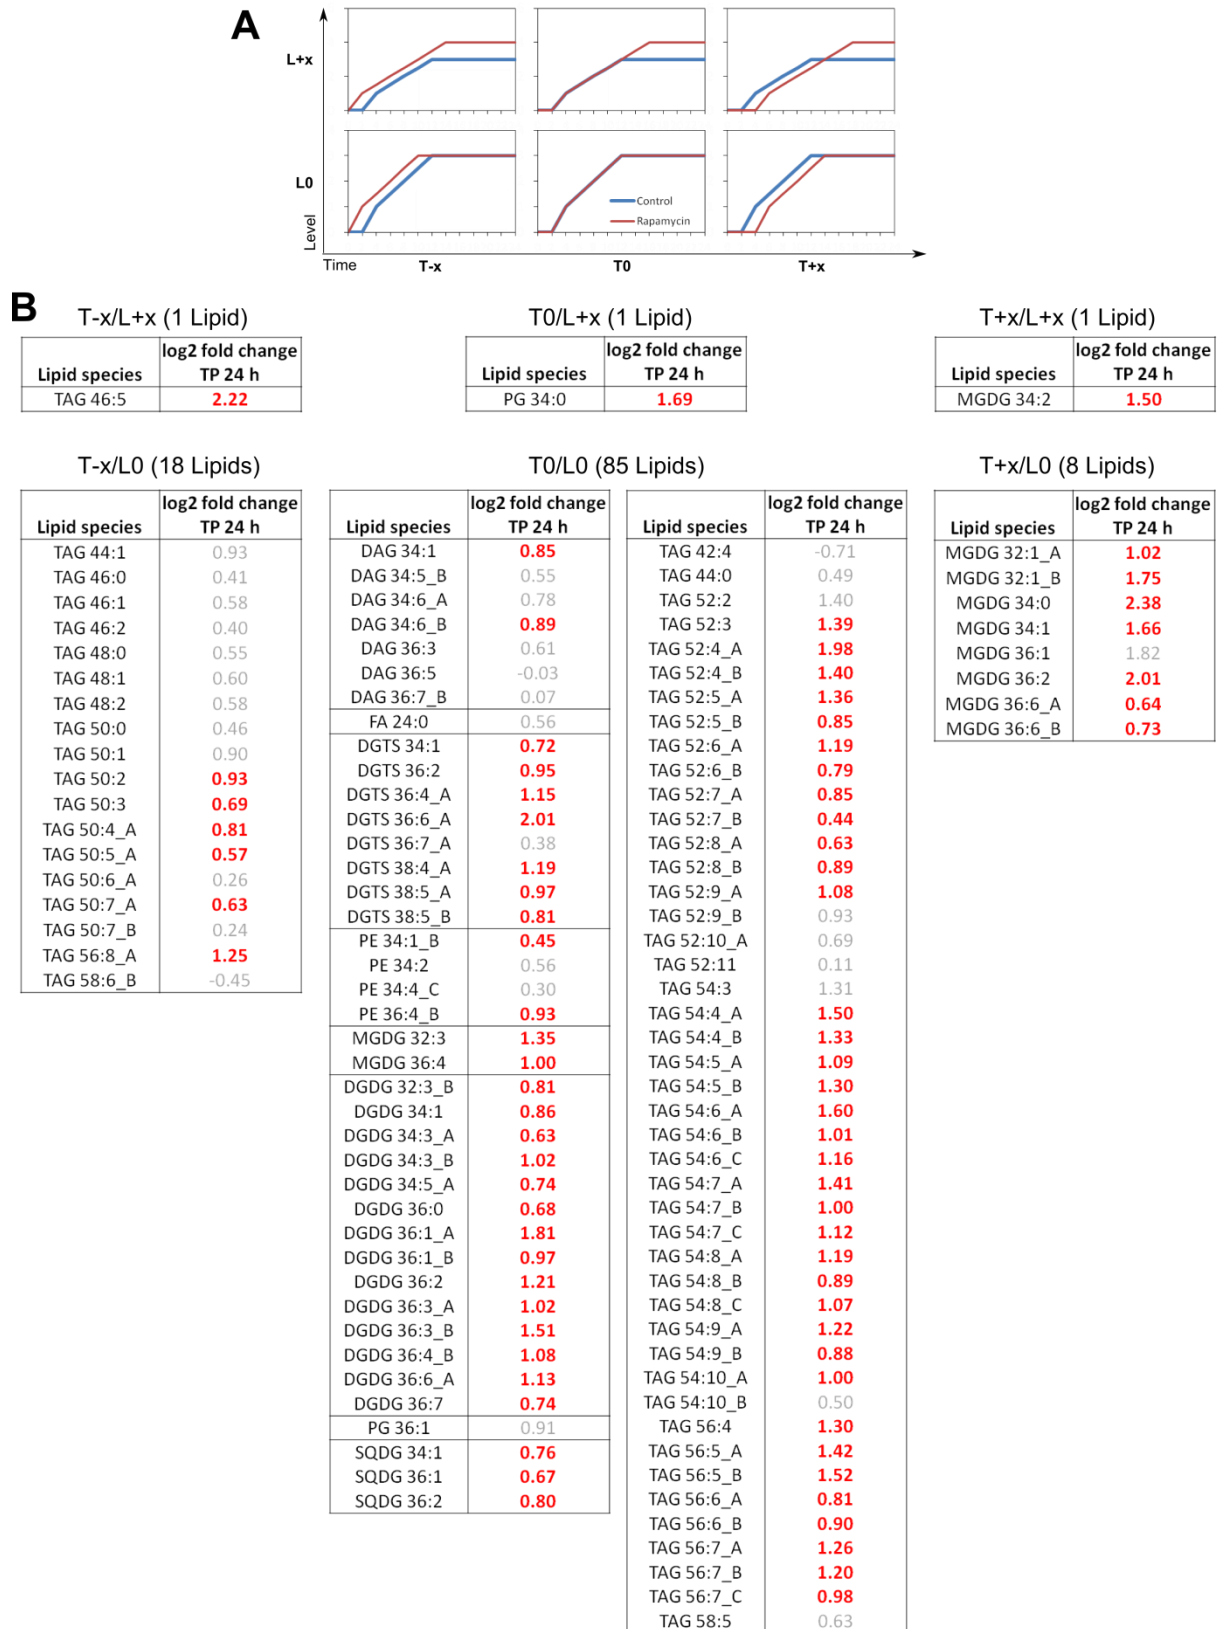 A
L+x
L0
Level
Control
Rapamycin
Time
T-x
T0
T+x
B
T-x/L+x (1 Lipid)
Lipid species log2 fold change TP 24 h
TAG 46:5 2.22
T0/L+x (1 Lipid)
Lipid species log2 fold change TP 24 h
PG 34:0 1.69
T+x/L+x (1 Lipid)
Lipid species log2 fold change TP 24 h
MGDG 34:2 1.50
T-x/L0 (18 Lipids)
Lipid species log2 fold change TP 24 h
TAG 44:1 0.93
TAG 46:0 0.41
TAG 46:1 0.58
TAG 46:2 0.40
TAG 48:0 0.55
TAG 48:1 0.60
TAG 48:2 0.58
TAG 50:0 0.46
TAG 50:1 0.90
TAG 50:2 0.93
TAG 50:3 0.69
TAG 50:4_A 0.81
TAG 50:5_A 0.57
TAG 50:6_A 0.26
TAG 50:7_A 0.63
TAG 50:7_B 0.24
TAG 56:8_A 1.25
TAG 58:6_B -0.45
T0/L0 (85 Lipids)
Lipid species log2 fold change TP 24 h
DAG 34:1 0.85
DAG 34:5_B 0.55
DAG 34:6_A 0.78
DAG 34:6_B 0.89
DAG 36:3 0.61
DAG 36:5 -0.03
DAG 36:7_B 0.07
FA 24:0 0.56
DGTS 34:1 0.72
DGTS 36:2 0.95
DGTS 36:4_A 1.15
DGTS 36:6_A 2.01
DGTS 36:7_A 0.38
DGTS 38:4_A 1.19
DGTS 38:5_A 0.97
DGTS 38:5_B 0.81
PE 34:1_B 0.45
PE 34:2 0.56
PE 34:4_C 0.30
PE 36:4_B 0.93
MGDG 32:3 1.35
MGDG 36:4 1.00
DGDG 32:3_B 0.81
DGDG 34:1 0.86
DGDG 34:3_A 0.63
DGDG 34:3_B 1.02
DGDG 34:5_A 0.74
DGDG 36:0 0.68
DGDG 36:1_A 1.81
DGDG 36:1_B 0.97
DGDG 36:2 1.21
DGDG 36:3_A 1.02
DGDG 36:3_B 1.51
DGDG 36:4_B 1.08
DGDG 36:6_A 1.13
DGDG 36:7 0.74
PG 36:1 0.91
SQDG 34:1 0.76
SQDG 36:1 0.67
SQDG 36:2 0.80
Lipid species log2 fold change TP 24 h
TAG 42:4 -0.71
TAG 44:0 0.49
TAG 52:2 1.40
TAG 52:3 1.39
TAG 52:4_A 1.98
TAG 52:4_B 1.40
TAG 52:5_A 1.36
TAG 52:5_B 0.85
TAG 52:6_A 1.19
TAG 52:6_B 0.79
TAG 52:7_A 0.85
TAG 52:7_B 0.44
TAG 52:8_A 0.63
TAG 52:8_B 0.89
TAG 52:9_A 1.08
TAG 52:9_B 0.93
TAG 52:10_A 0.69
TAG 52:11 0.11
TAG 54:3 1.31
TAG 54:4_A 1.50
TAG 54:4_B 1.33
TAG 54:5_A 1.09
TAG 54:5_B 1.30
TAG 54:6_A 1.60
TAG 54:6_B 1.01
TAG 54:6_C 1.16
TAG 54:7_A 1.41
TAG 54:7_B 1.00
TAG 54:7_C 1.12
TAG 54:8_A 1.19
TAG 54:8_B 0.89
TAG 54:8_C 1.07
TAG 54:9_A 1.22
TAG 54:9_B 0.88
TAG 54:10_A 1.00
TAG 54:10_B 0.50
TAG 56:4 1.30
TAG 56:5_A 1.42
TAG 56:5_B 1.52
TAG 56:6_A 0.81
TAG 56:6_B 0.90
TAG 56:7_A 1.26
TAG 56:7_B 1.20
TAG 56:7_C 0.98
TAG 58:5 0.63
T+x/L0 (8 Lipids)
Lipid species log2 fold change TP 24 h
MGDG 32:1_A 1.02
MGDG 32:1_B 1.75
MGDG 34:0 2.38
MGDG 34:1 1.66
MGDG 36:1 1.82
MGDG 36:2 2.01
MGDG 36:6_A 0.64
MGDG 36:6_B 0.73